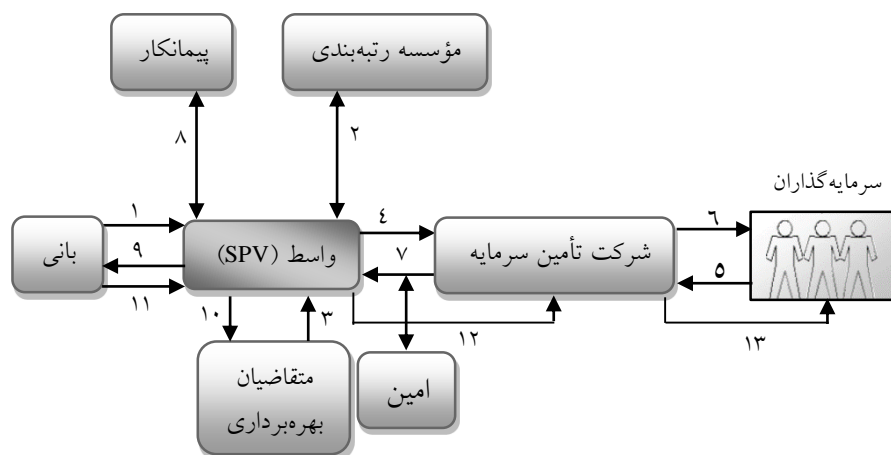 پیمانکار
مؤسسه رتبه‌بندی
۸
۲
سرمایه‌گذاران
بانی
۱
۹
۱۱
واسط (SPV)
۴
۷
شرکت تأمین سرمایه
۶
۵
۱۰
۳
۱۲
۱۳
متقاضیان
بهره‌برداری
امین